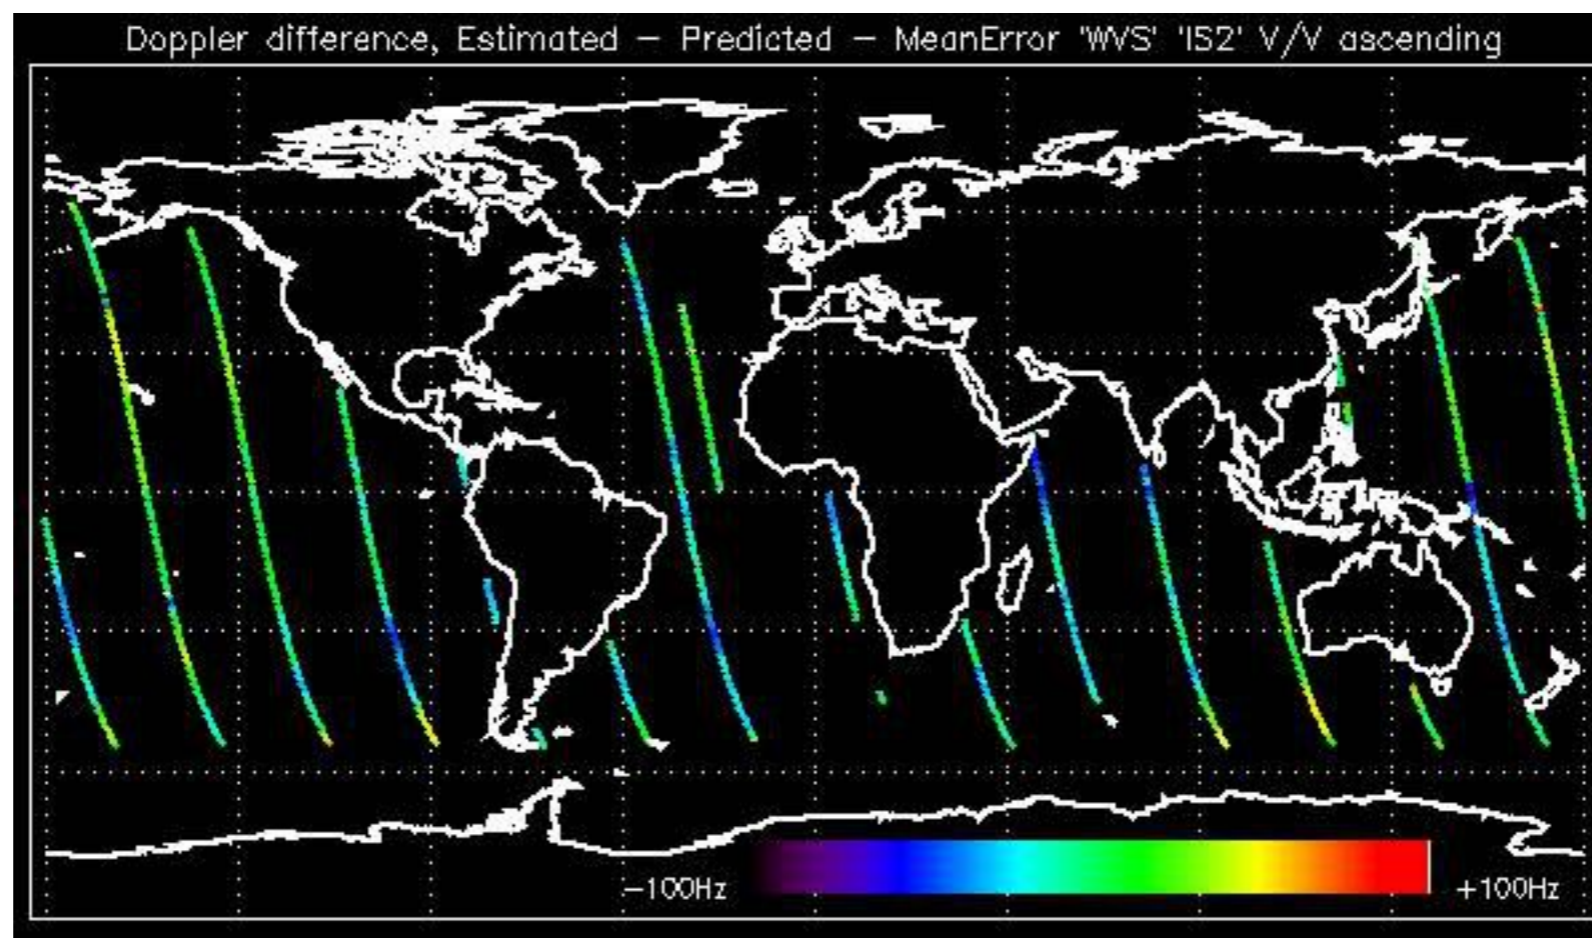 Doppler difference, Estimated – Predicted – MeanError 'WVS' 'IS2' V/V ascending
–100Hz
+100Hz